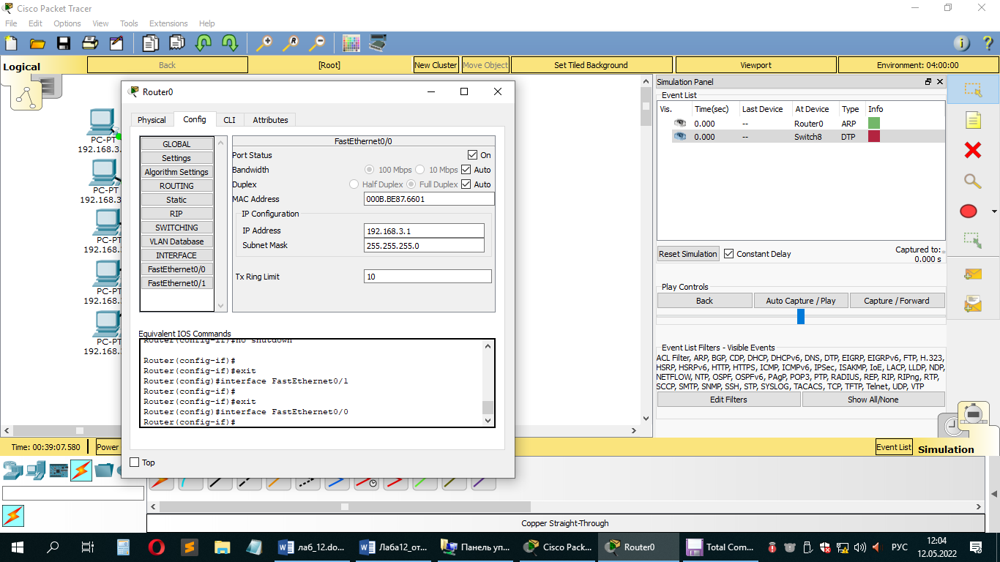 Cisco Packet Tracer
File Edit Options View Tools Extensions Help
Logical
Back
[Root]
New Cluster
Move Object
Set Tiled Background
Viewport
Environment: 04:00:00
PC-PT
192.168.3.
PC-PT
192.168.3
PC-PT
192.168.
PC-PT
192.168.
PC-PT
192.168.
Router0
Physical Config CLI Attributes
GLOBAL
Settings
Algorithm Settings
ROUTING
Static
RIP
SWITCHING
VLAN Database
INTERFACE
FastEthernet0/0
FastEthernet0/1
FastEthernet0/0
Port Status On
Bandwidth 100 Mbps 10 Mbps Auto
Duplex Half Duplex Full Duplex Auto
MAC Address 000B.BE87.6601
IP Configuration
IP Address 192.168.3.1
Subnet Mask 255.255.255.0
Tx Ring Limit 10
Equivalent IOS Commands
Router(config-if)#no shutdown
Router(config-if)#
Router(config-if)#exit
Router(config)#interface FastEthernet0/1
Router(config-if)#
Router(config-if)#exit
Router(config)#interface FastEthernet0/0
Router(config-if)#
Top
Simulation Panel
Event List
Vis. Time(sec) Last Device At Device Type Info
0.000 -- Router0 ARP
0.000 -- Switch8 DTP
Reset Simulation Constant Delay
Captured to:*
0.000 s
Play Controls
Back Auto Capture / Play Capture / Forward
Event List Filters - Visible Events
ACL Filter, ARP, BGP, CDP, DHCP, DHCPv6, DNS, DTP, EIGRP, EIGRPv6, FTP, H.323,
HSRP, HSRPv6, HTTP, HTTPS, ICMP, ICMPv6, IPSec, ISAKMP, IoE, LACP, LLDP, NDP,
NETFLOW, NTP, OSPF, OSPFv6, PAgP, POP3, PTP, RADIUS, REP, RIP, RIPng, RTP,
SCCP, SMTP, SNMP, SSH, STP, SYSLOG, TACACS, TCP, TFTP, Telnet, UDP, VTP
Edit Filters Show All/None
Time: 00:39:07.580
Power
Event List
Simulation
Copper Straight-Through
лаб_12.do...
Лаба12_от...
Панель уп...
Cisco Pack...
Router0
Total Com...
РУС
12:04
12.05.2022